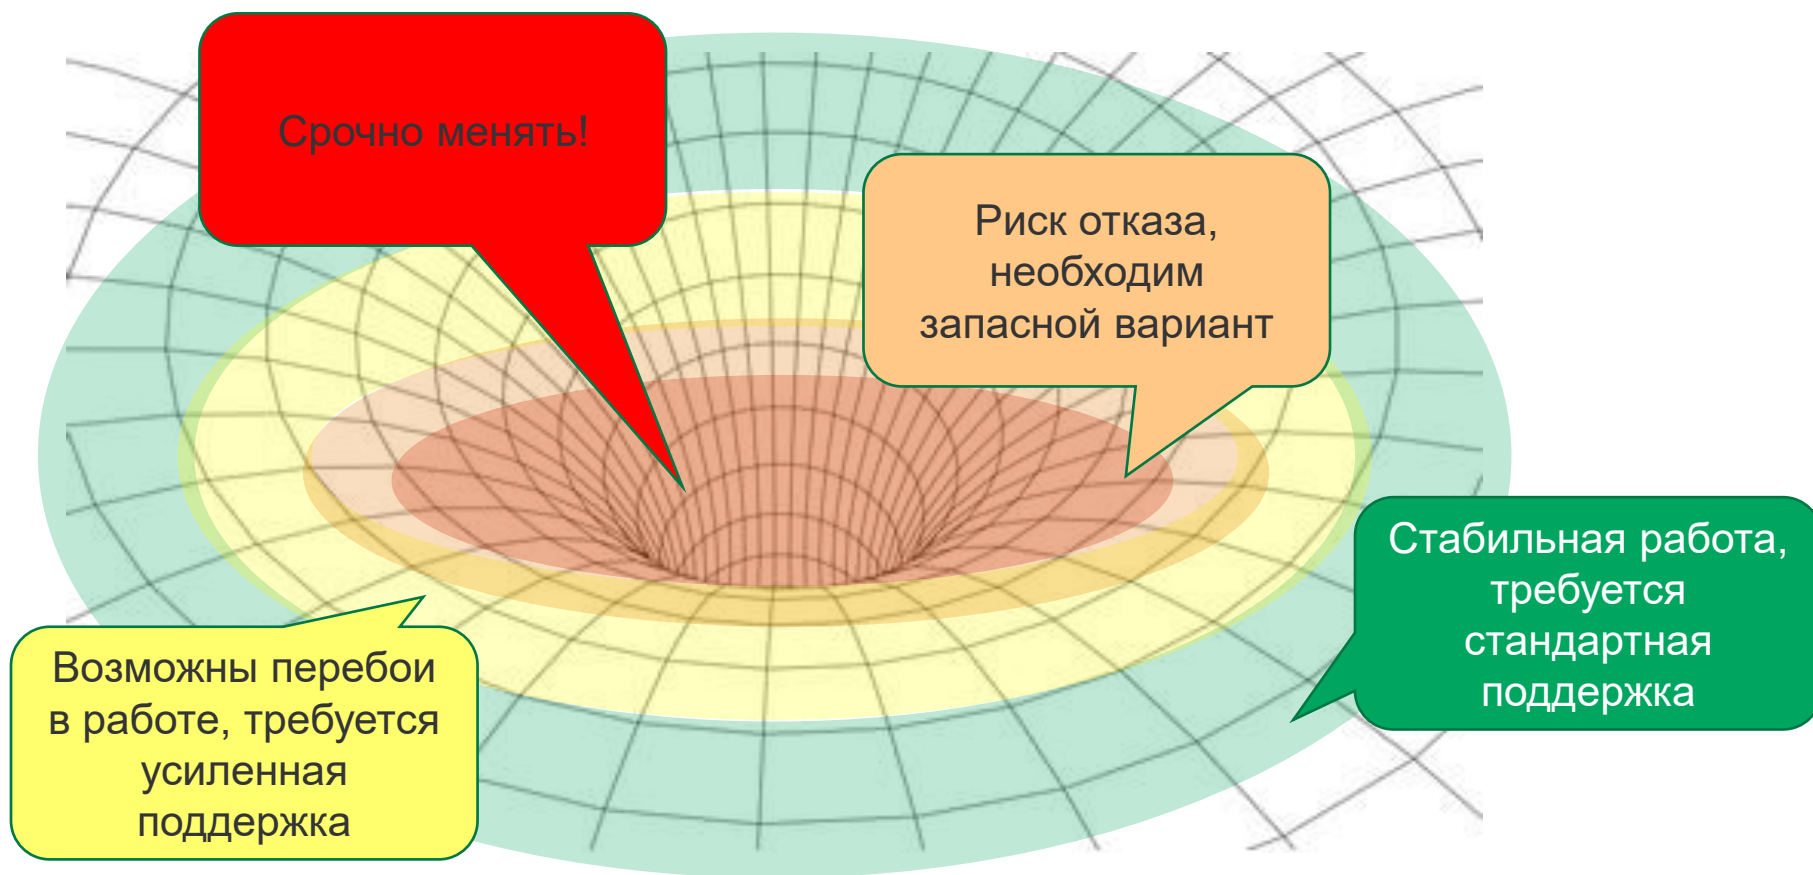 Срочно менять!
Риск отказа,
необходим
запасной вариант
Стабильная работа,
требуется
стандартная
поддержка
Возможны перебои
в работе, требуется
усиленная
поддержка